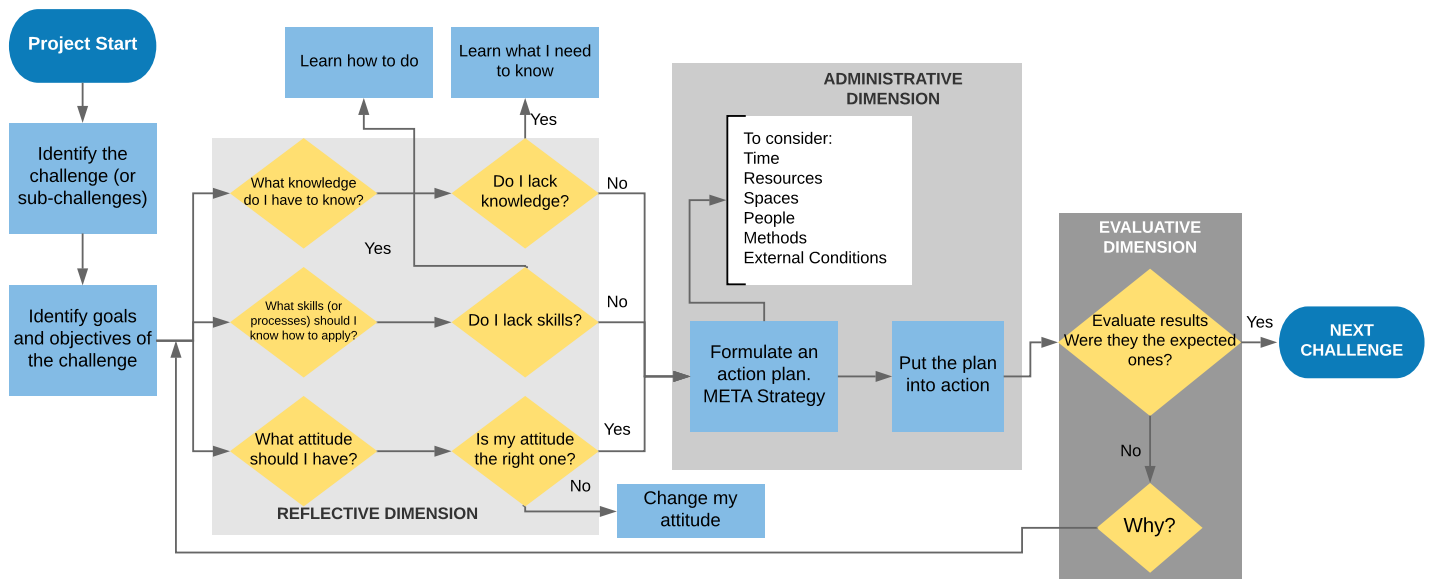 Project Start
Identify the
challenge (or
sub-challenges)
Identify goals
and objectives of
the challenge
Learn how to do
Learn what I need
to know
Yes
What knowledge
do I have to know?
Do I lack
knowledge?
No
Yes
What skills (or
processes) should I
know how to apply?
Do I lack skills?
No
What attitude
should I have?
Is my attitude
the right one?
Yes
No
REFLECTIVE DIMENSION
Change my
attitude
ADMINISTRATIVE
DIMENSION
To consider:
Time
Resources
Spaces
People
Methods
External Conditions
Formulate an
action plan.
META Strategy
Put the plan
into action
EVALUATIVE
DIMENSION
Evaluate results
Were they the expected
ones?
Yes
No
Why?
NEXT
CHALLENGE